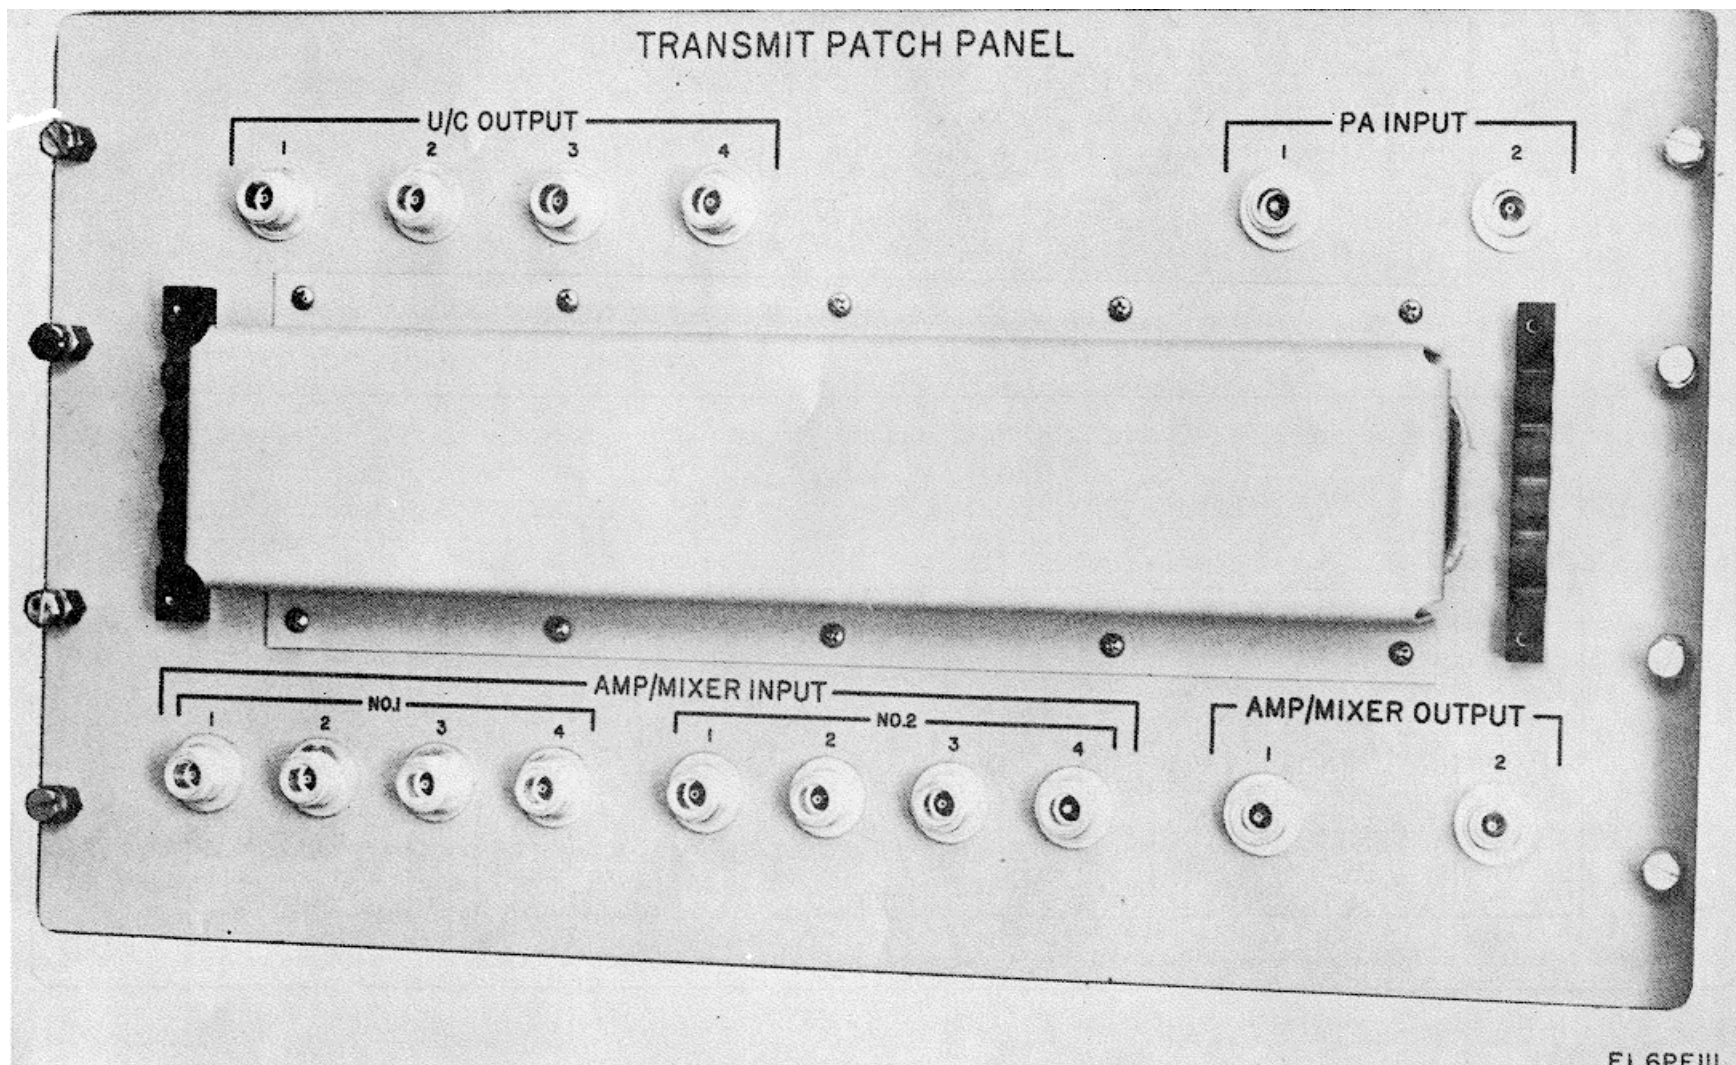 TRANSMIT PATCH PANEL
U/C OUTPUT
1 2 3 4
PA INPUT
1 2
AMP/MIXER INPUT
NO.1
1 2 3 4
NO.2
1 2 3 4
AMP/MIXER OUTPUT
1 2